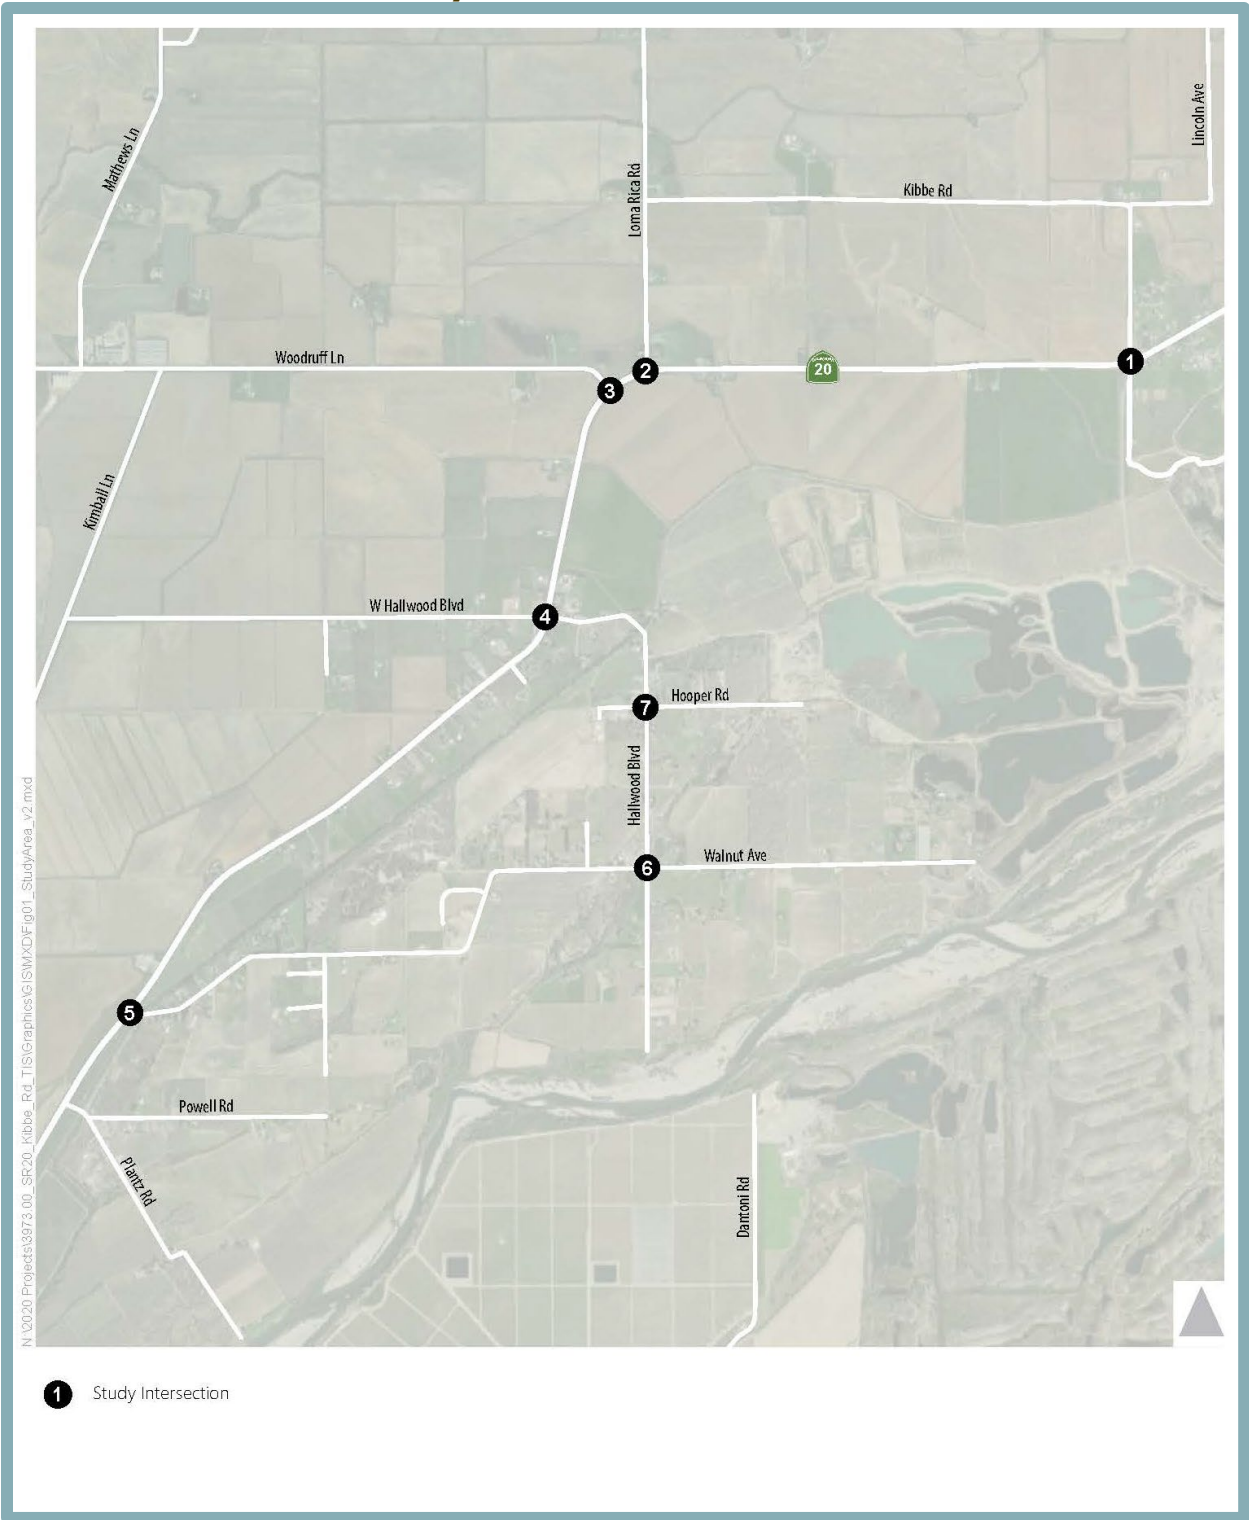 Mathews Ln
Loma Rica Rd
Lincoln Ave
Kibbe Rd
Woodruff Ln
2
20
1
3
Kimball Ln
W Hallwood Blvd
4
Hooper Rd
7
Hallwood Blvd
Walnut Ave
6
5
Powell Rd
Plantz Rd
Dantoni Rd
N:\2020 Projects\3973.00_SR20_Kibbe_Rd_TIS\Graphics\GIS\MXD\Fig01_StudyArea_v2.mxd
1 Study Intersection